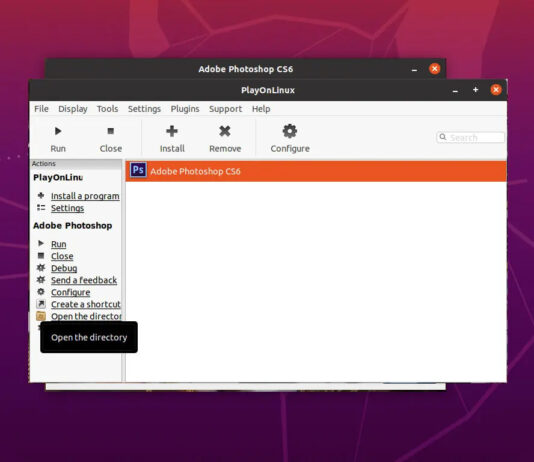 Adobe Photoshop CS6
PlayOnLinux
File Display Tools Settings Plugins Support Help
Run Close Install Remove Configure Search
Actions
PlayOnLinu
Ps Adobe Photoshop CS6
Install a program
Settings
Adobe Photoshop
Run
Close
Debug
Send a feedback
Configure
Create a shortcut
Open the director
Open the directory